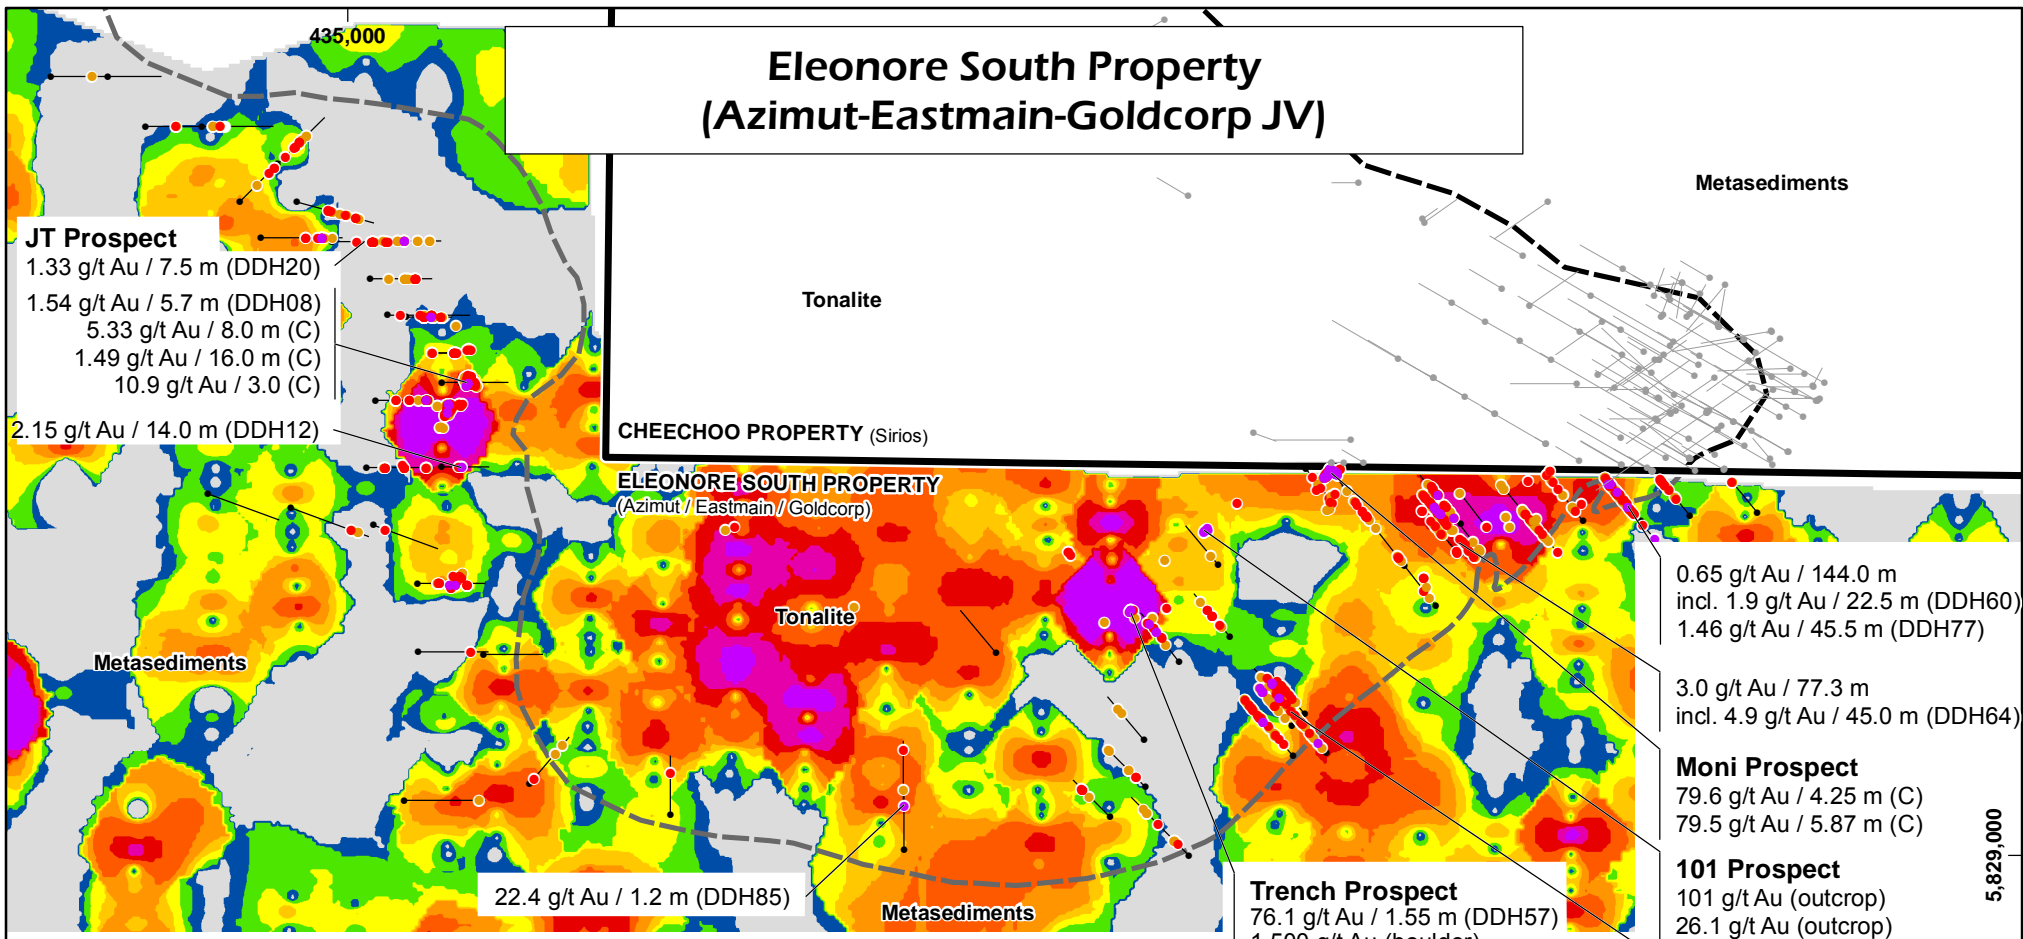 435,000
Eleonore South Property
(Azimut-Eastmain-Goldcorp JV)
Metasediments
JT Prospect
1.33 g/t Au / 7.5 m (DDH20)
1.54 g/t Au / 5.7 m (DDH08)
5.33 g/t Au / 8.0 m (C)
1.49 g/t Au / 16.0 m (C)
10.9 g/t Au / 3.0 (C)
2.15 g/t Au / 14.0 m (DDH12)
Tonalite
CHEECHOO PROPERTY (Sirios)
ELEONORE SOUTH PROPERTY
(Azimut / Eastmain / Goldcorp)
0.65 g/t Au / 144.0 m
incl. 1.9 g/t Au / 22.5 m (DDH60)
1.46 g/t Au / 45.5 m (DDH77)
Tonalite
Metasediments
3.0 g/t Au / 77.3 m
incl. 4.9 g/t Au / 45.0 m (DDH64)
Moni Prospect
79.6 g/t Au / 4.25 m (C)
79.5 g/t Au / 5.87 m (C)
101 Prospect
101 g/t Au (outcrop)
26.1 g/t Au (outcrop)
5,829,000
22.4 g/t Au / 1.2 m (DDH85)
Metasediments
Trench Prospect
76.1 g/t Au / 1.55 m (DDH57)